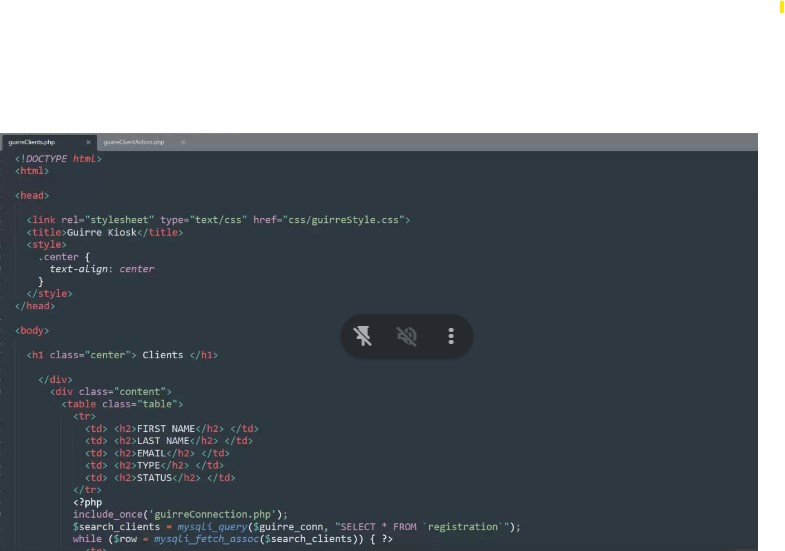 guirreClients.php × guirreClientAction.php ×
<!DOCTYPE html>
<html>
<head>
<link rel="stylesheet" type="text/css" href="css/guirreStyle.css">
<title>Guirre Kiosk</title>
<style>
.center {
text-align: center
}
</style>
</head>
<body>
<h1 class="center"> Clients </h1>
</div>
<div class="content">
<table class="table">
<tr>
<td> <h2>FIRST NAME</h2> </td>
<td> <h2>LAST NAME</h2> </td>
<td> <h2>EMAIL</h2> </td>
<td> <h2>TYPE</h2> </td>
<td> <h2>STATUS</h2> </td>
</tr>
<?php
include_once('guirreConnection.php');
$search_clients = mysqli_query($guirre_conn, "SELECT * FROM `registration`");
while ($row = mysqli_fetch_assoc($search_clients)) { ?>
<tr>